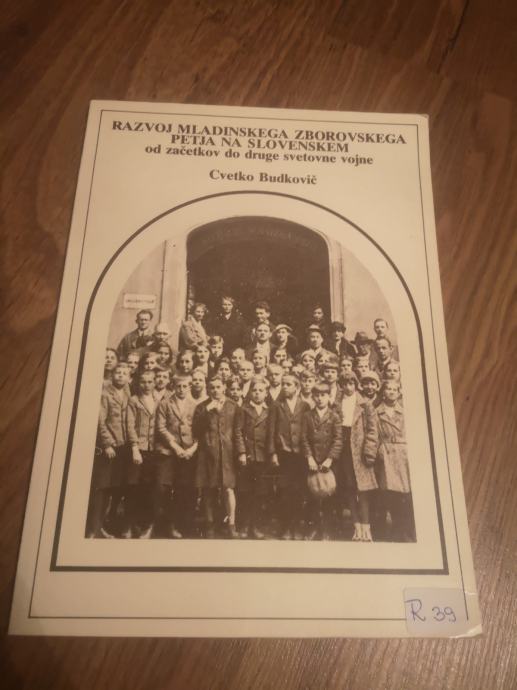 RAZVOJ MLADINSKEGA ZBOROVSKEGA
PETJA NA SLOVENSKEM
od začetkov do druge svetovne vojne
Cvetko Budkovič
R 39